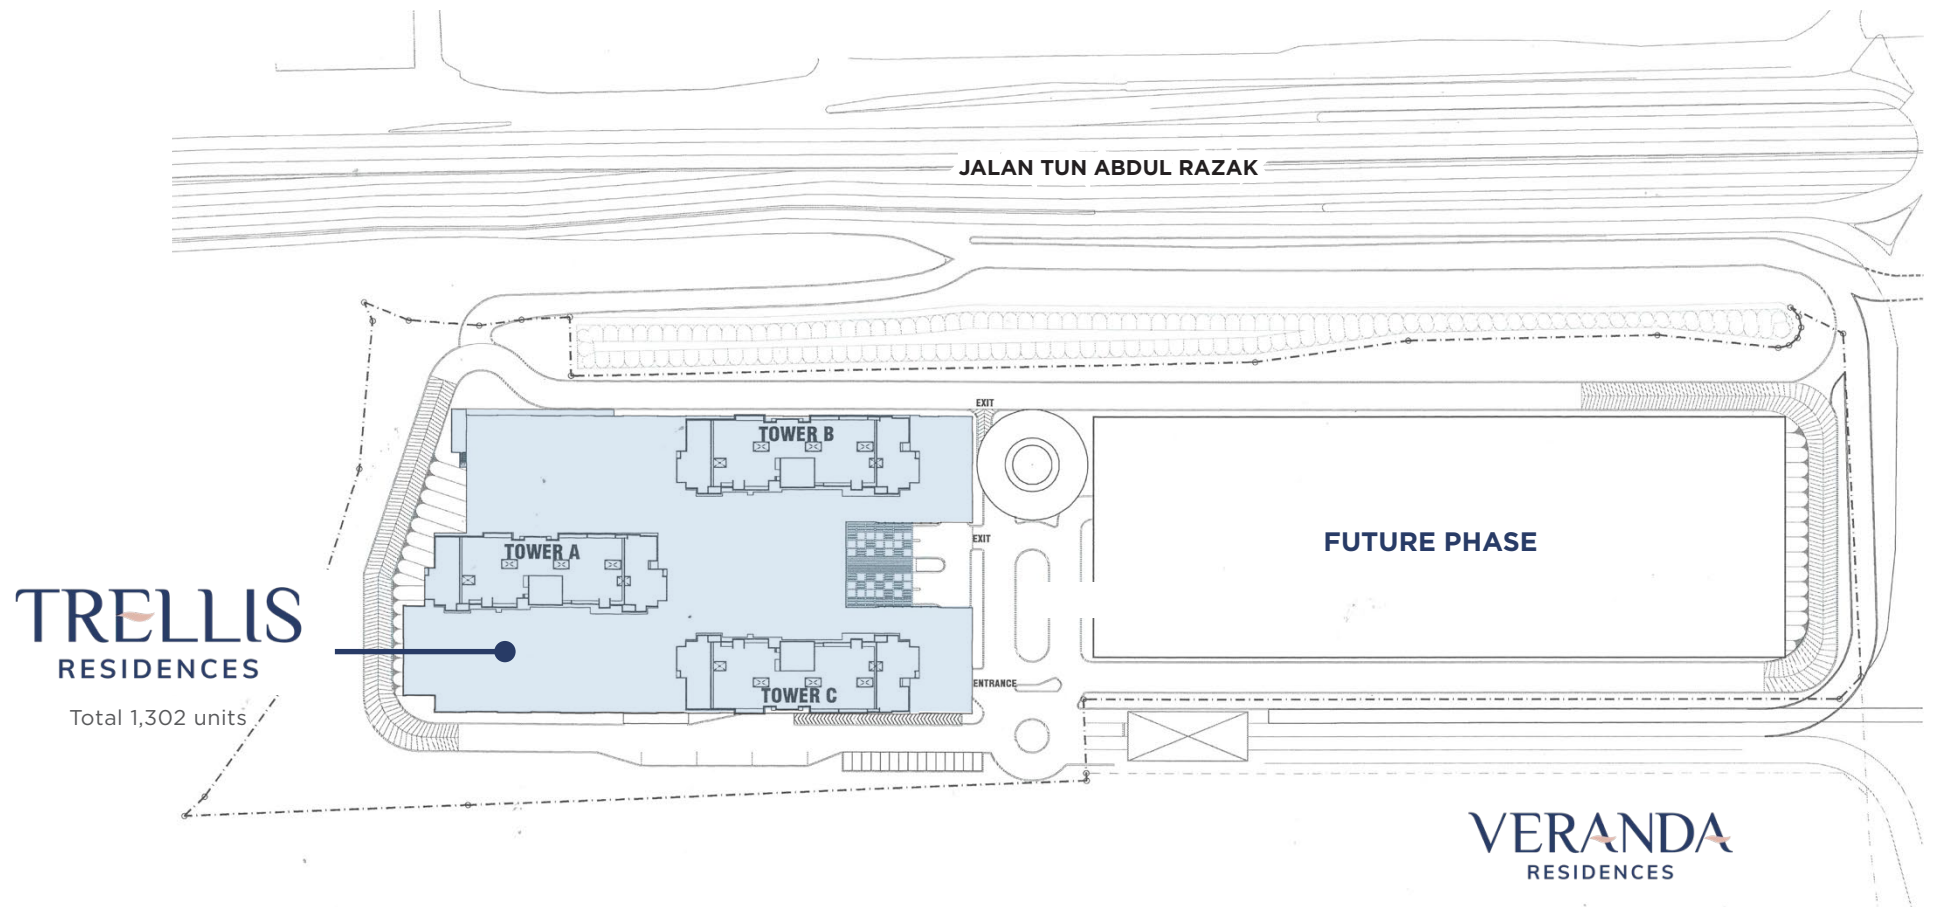 JALAN TUN ABDUL RAZAK
EXIT
TOWER B
EXIT
FUTURE PHASE
TOWER A
TRELLIS
RESIDENCES
Total 1,302 units
ENTRANCE
TOWER C
VERANDA
RESIDENCES